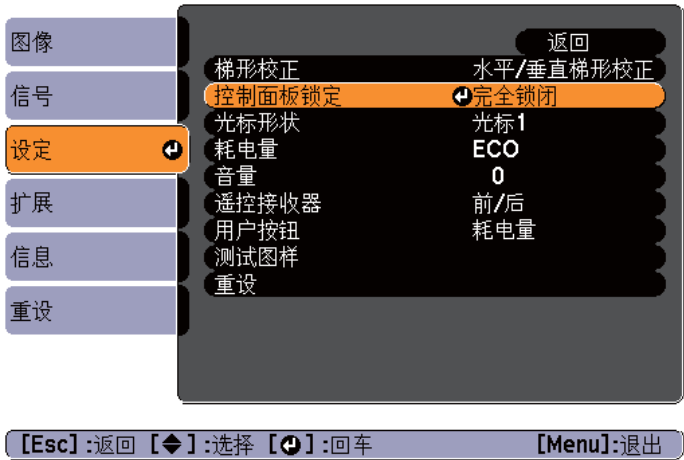 图像
信号
设定
扩展
信息
重设
返回
梯形校正 水平/垂直梯形校正
控制面板锁定 完全锁闭
光标形状 光标1
耗电量 ECO
音量 0
遥控接收器 前/后
用户按钮 耗电量
测试图样
重设
[Esc]:返回 [◆]:选择 [⏎]:回车 [Menu]:退出